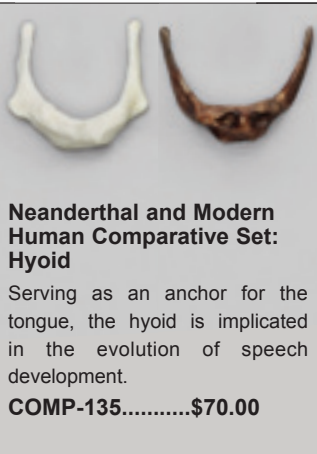 Neanderthal and Modern
Human Comparative Set:
Hyoid
Serving as an anchor for the
tongue, the hyoid is implicated
in the evolution of speech
development.
COMP-135...........$70.00